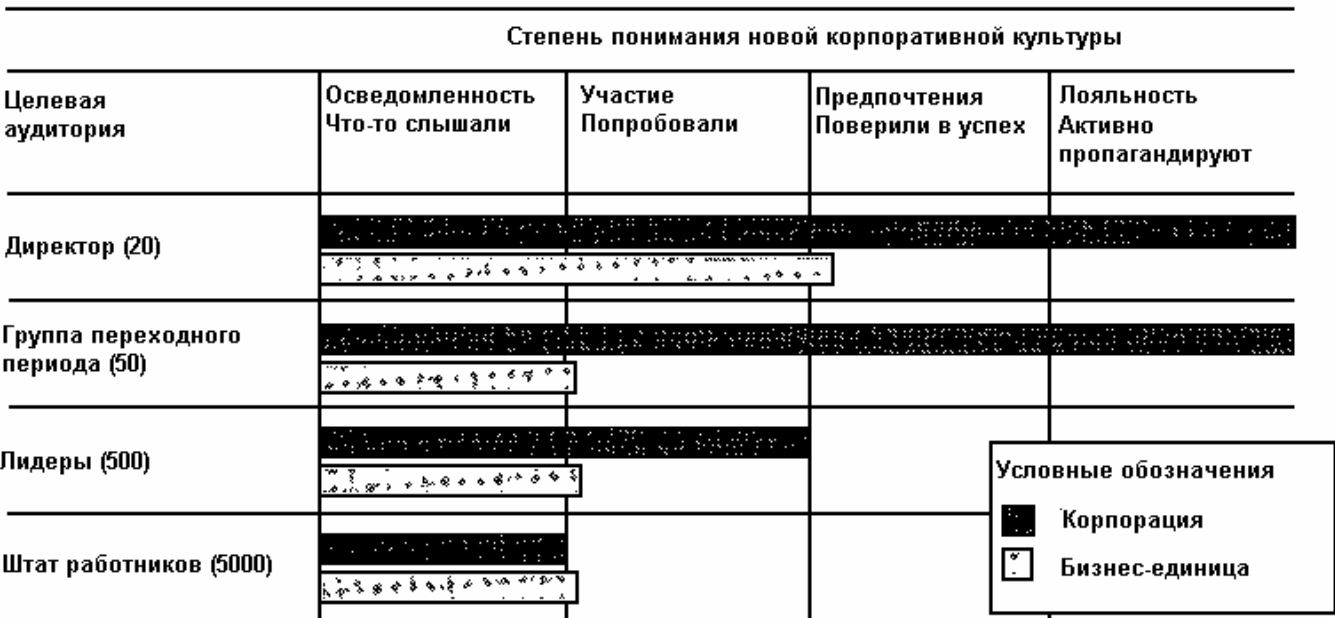 Степень понимания новой корпоративной культуры
Целевая
аудитория
Осведомленность
Что-то слышали
Участие
Попробовали
Предпочтения
Поверили в успех
Лояльность
Активно
пропагандируют
Директор (20)
Группа переходного
периода (50)
Лидеры (500)
Штат работников (5000)
Условные обозначения
Корпорация
Бизнес-единица